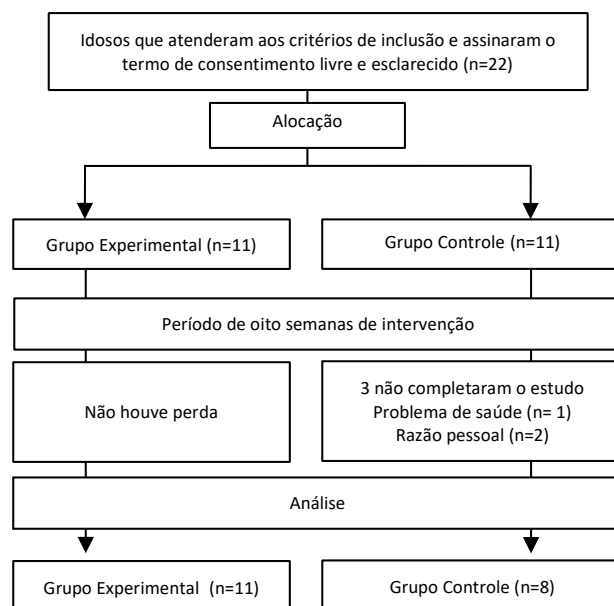 Idosos que atenderam aos critérios de inclusão e assinaram o
termo de consentimento livre e esclarecido (n=22)
Alocação
Grupo Experimental (n=11)
Grupo Controle (n=11)
Período de oito semanas de intervenção
Não houve perda
3 não completaram o estudo
Problema de saúde (n= 1)
Razão pessoal (n=2)
Análise
Grupo Experimental (n=11)
Grupo Controle (n=8)